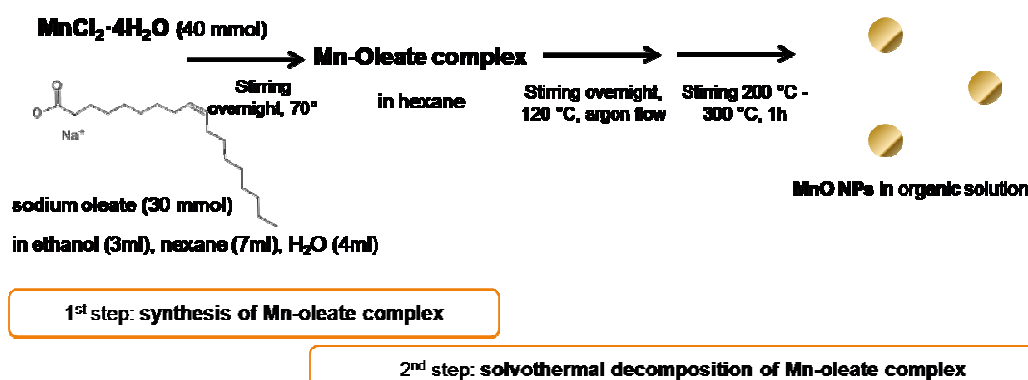 MnCl₂·4H₂O (40 mmol)
Mn-Oleate complex
in hexane
Stirring
overnight, 70°
Stirring overnight,
120 °C, argon flow
Stirring 200 °C -
300 °C, 1h
O
O
Na⁺
MnO NPs in organic solution
sodium oleate (30 mmol)
in ethanol (3ml), nexane (7ml), H₂O (4ml)
1st step: synthesis of Mn-oleate complex
2nd step: solvothermal decomposition of Mn-oleate complex